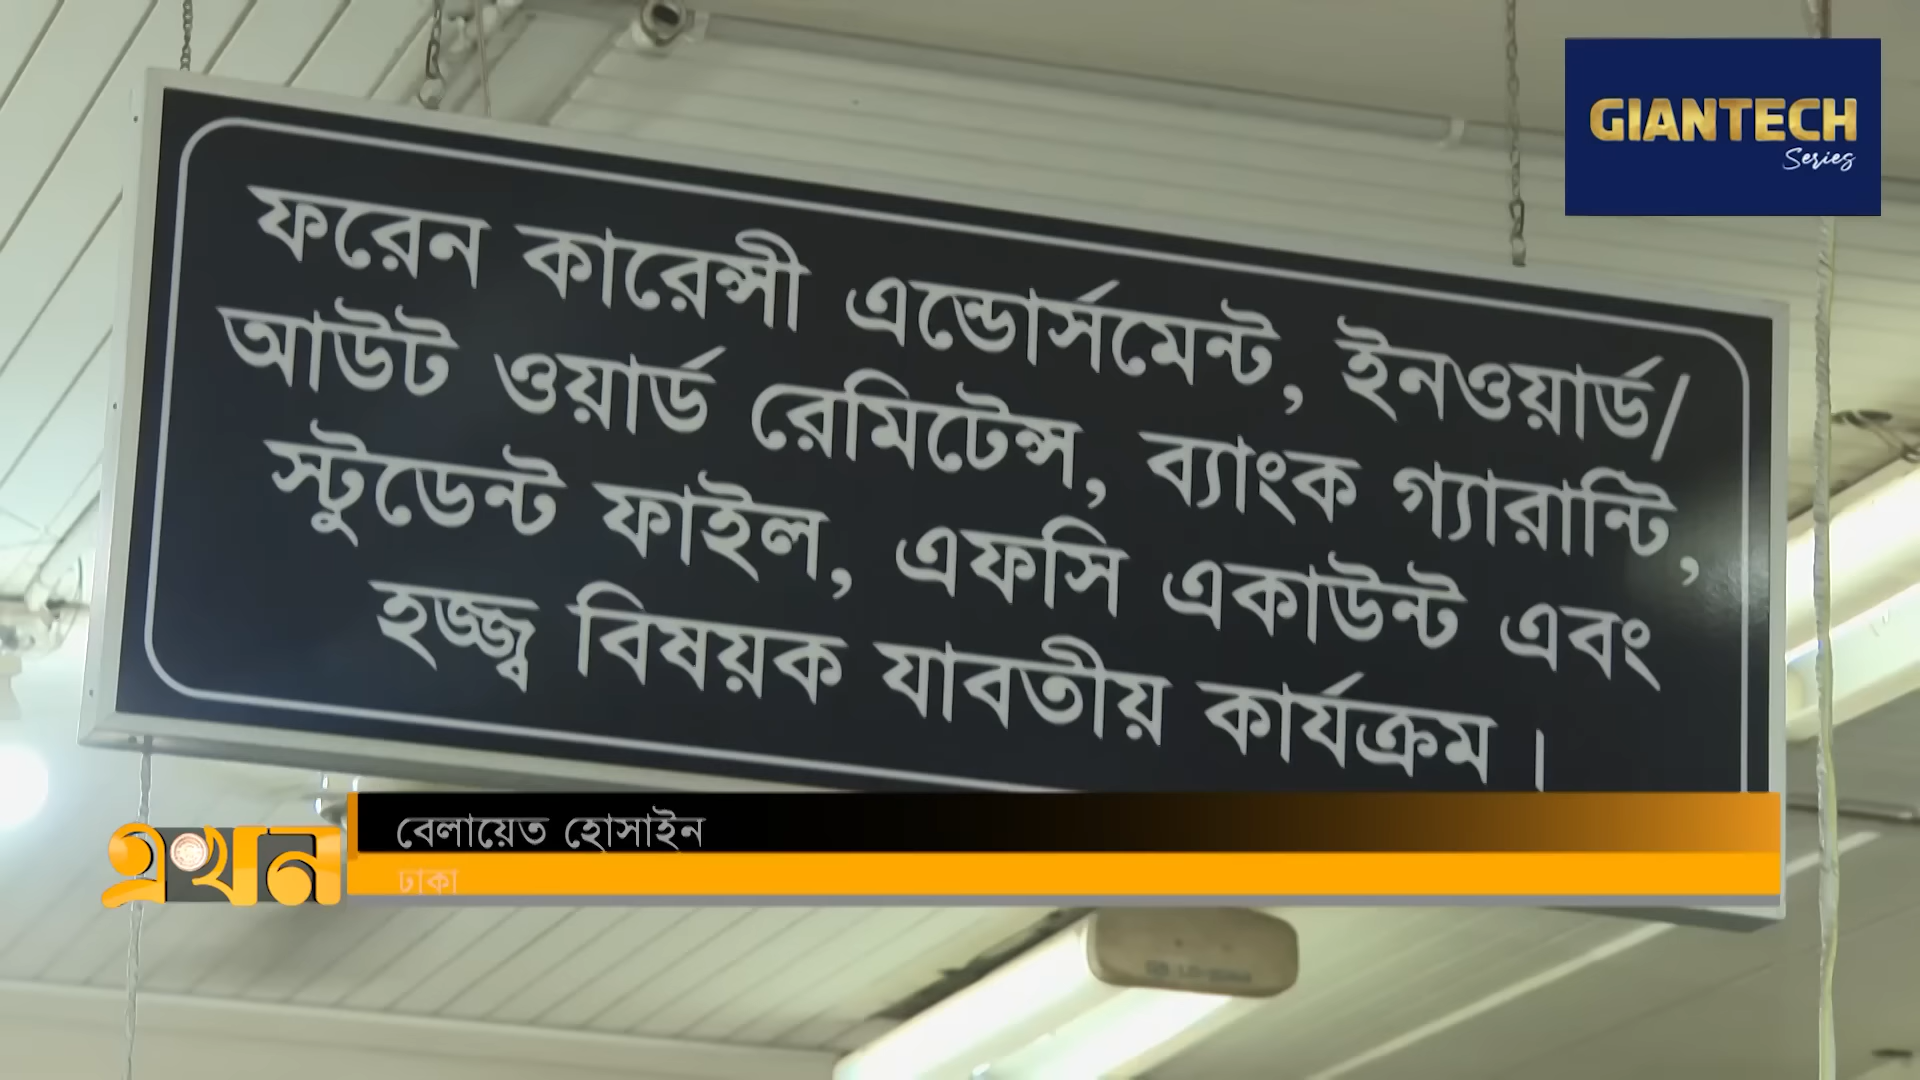 GIANTECH
Series
ফরেন কারেন্সী এন্ডোর্সমেন্ট, ইনওয়ার্ড/
আউট ওয়ার্ড রেমিটেন্স, ব্যাংক গ্যারান্টি,
স্টুডেন্ট ফাইল, এফসি একাউন্ট এবং
হজ্জ্ব বিষয়ক যাবতীয় কার্যক্রম।
এখন
বেলায়েত হোসাইন
ঢাকা